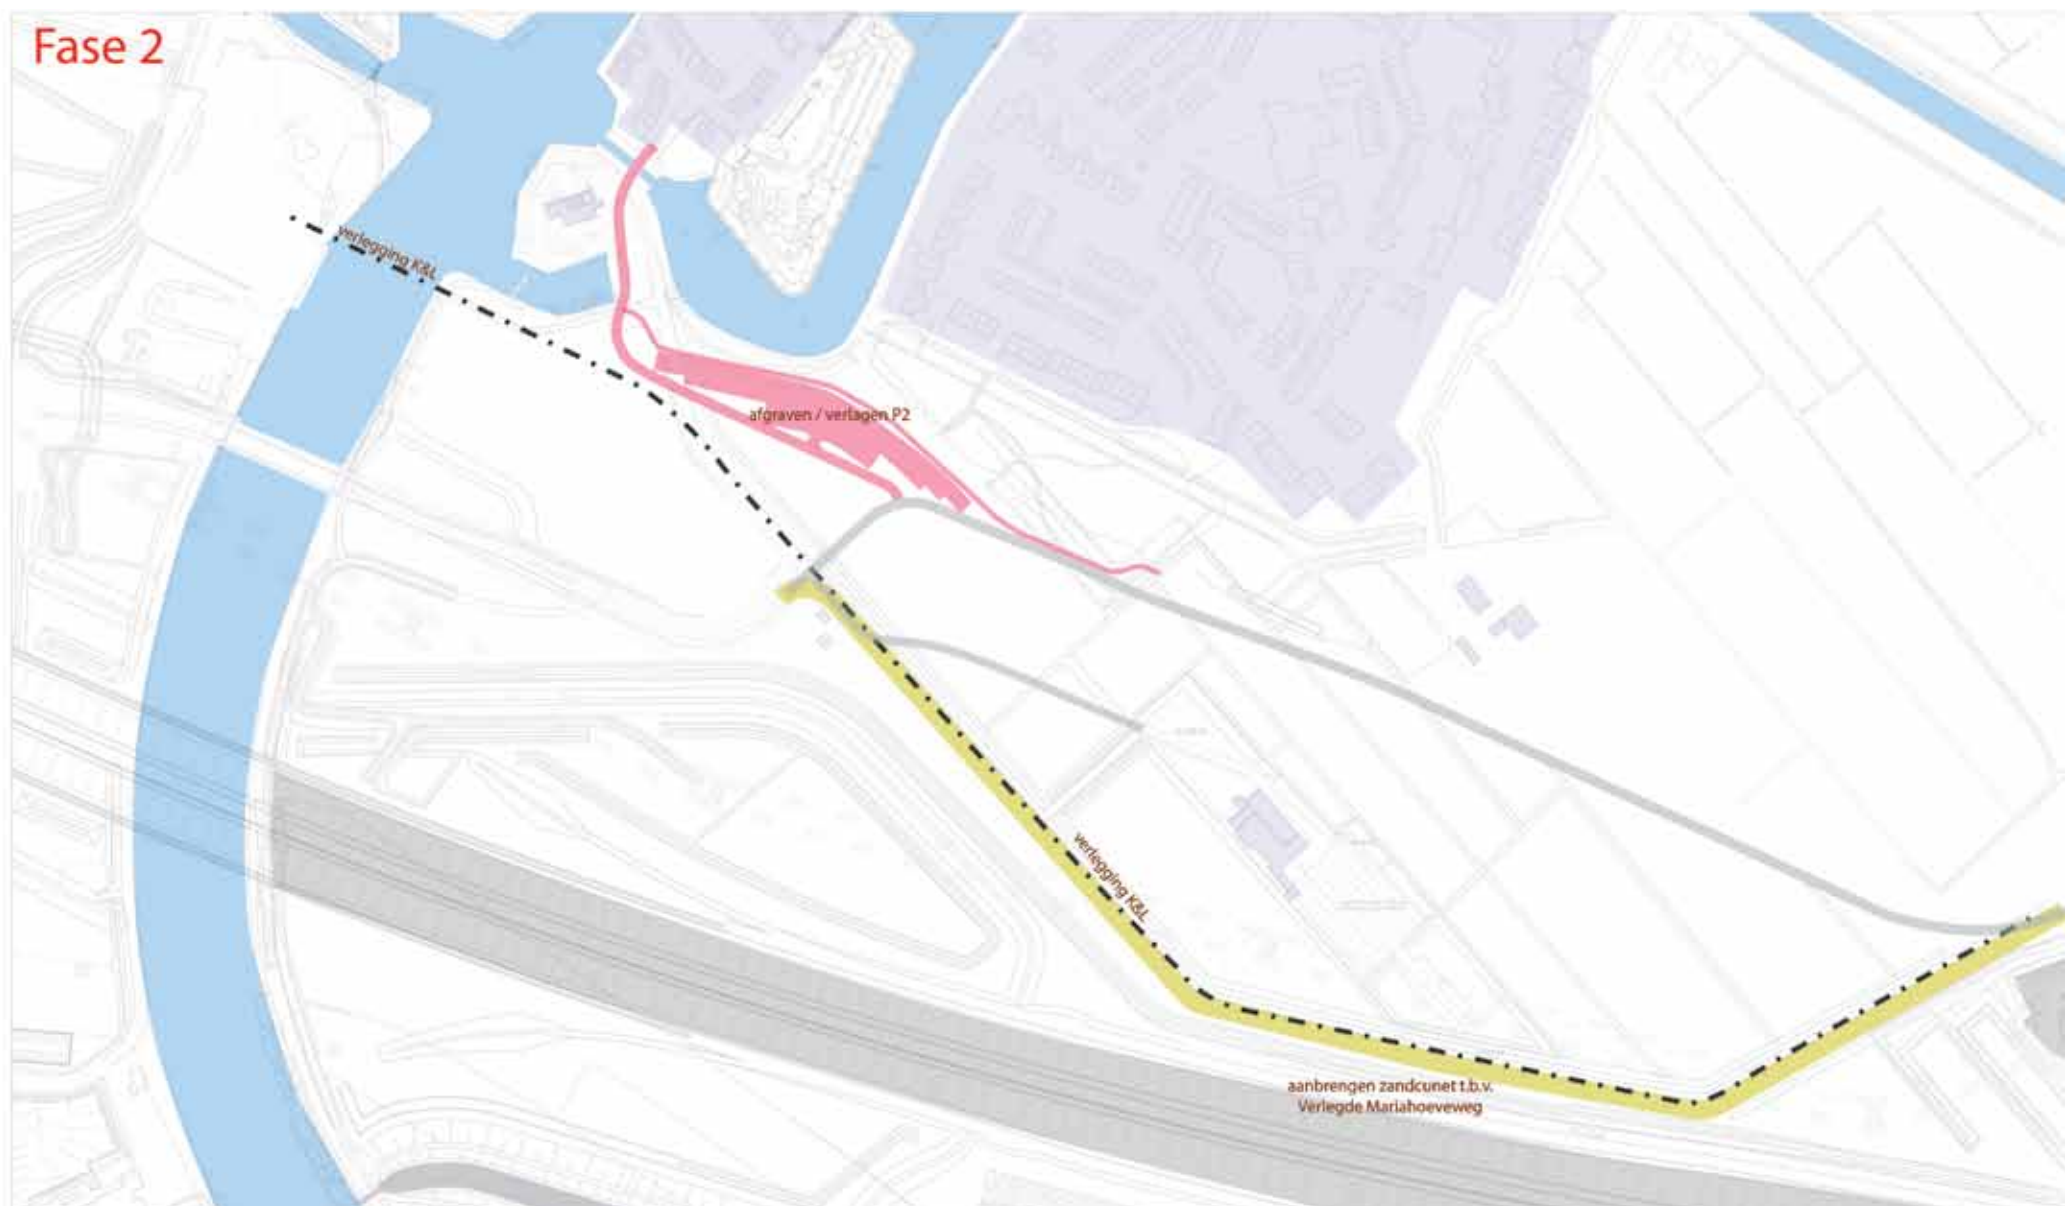 Fase 2
verlegging K&L
afgraven / verlagen P2
verlegging K&L
aanbrengen zandcunet t.b.v.
Verlegde Mariahoeveweg